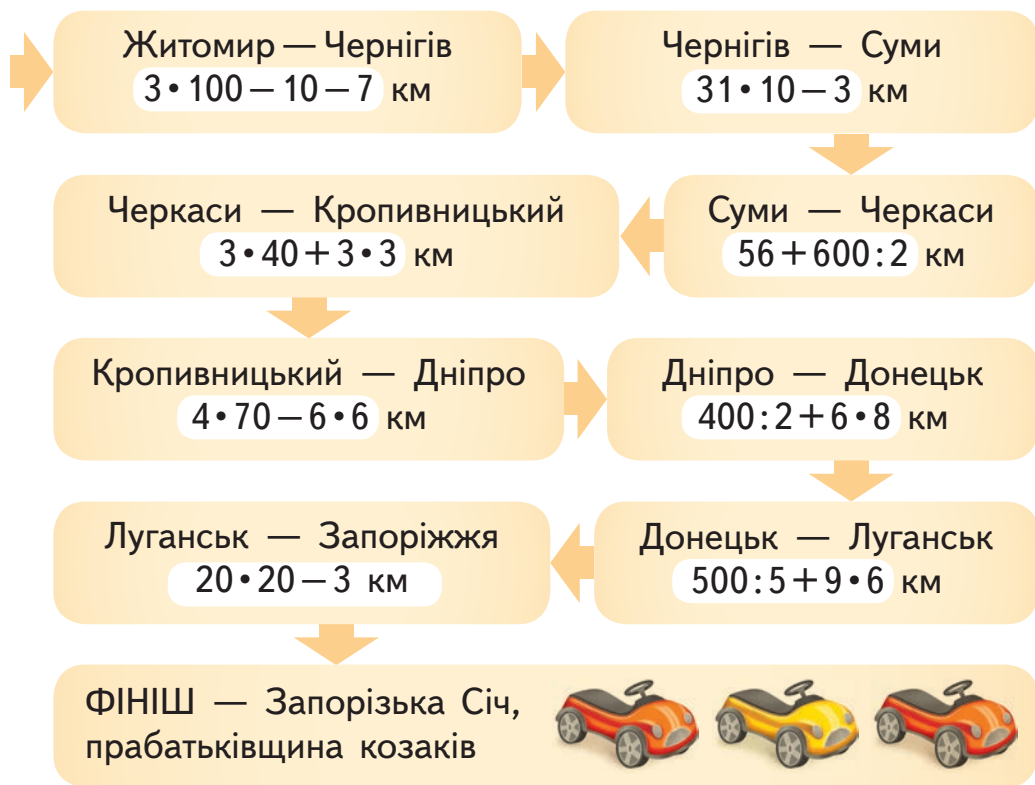 Житомир — Чернігів
3 • 100 – 10 – 7 км
Чернігів — Суми
31 • 10 – 3 км
Суми — Черкаси
56 + 600 : 2 км
Черкаси — Кропивницький
3 • 40 + 3 • 3 км
Кропивницький — Дніпро
4 • 70 – 6 • 6 км
Дніпро — Донецьк
400 : 2 + 6 • 8 км
Донецьк — Луганськ
500 : 5 + 9 • 6 км
Луганськ — Запоріжжя
20 • 20 – 3 км
ФІНІШ — Запорізька Січ,
прабатьківщина козаків